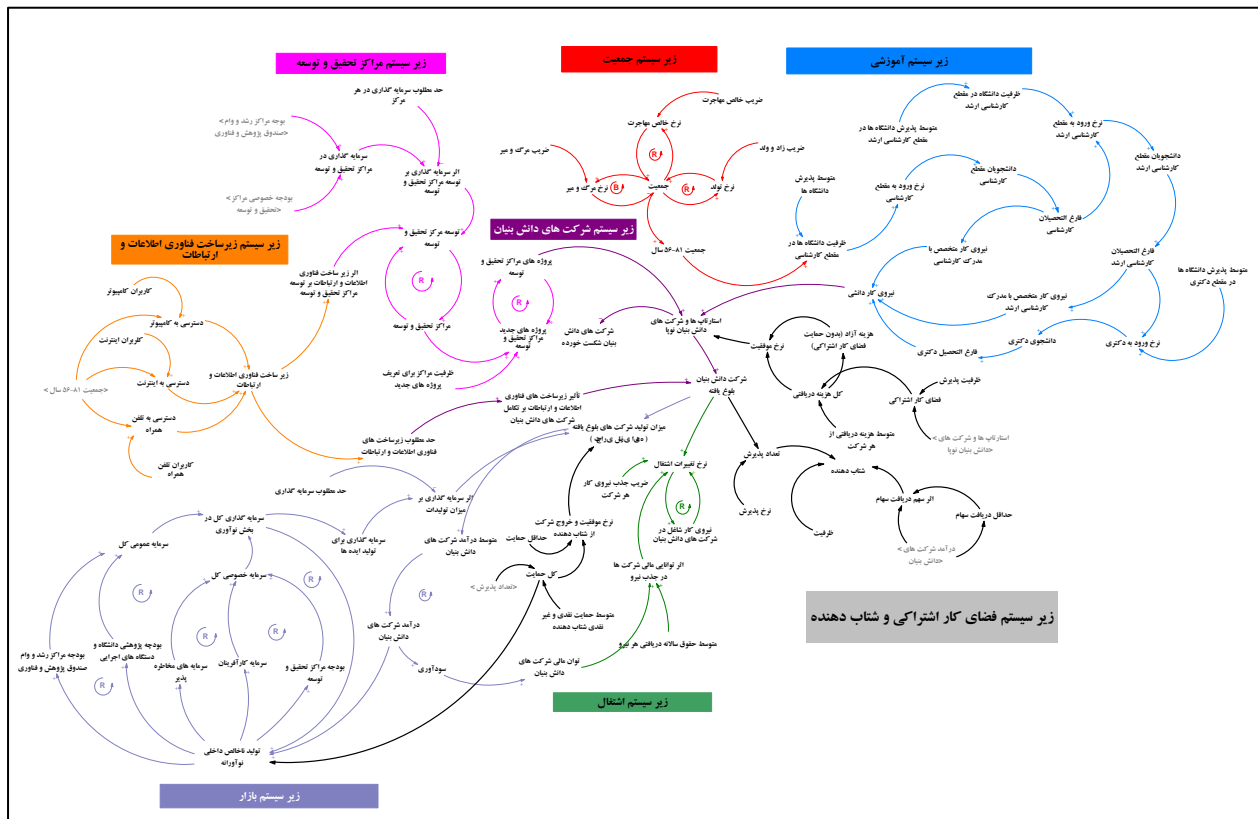 زیر سیستم آموزشی
زیر سیستم جمعیت
زیر سیستم مراکز تحقیق و توسعه
ظرفیت دانشگاه در مقطع
کارشناسی ارشد
متوسط پذیرش دانشگاه ها در
مقطع کارشناسی ارشد
نرخ ورود به مقطع
کارشناسی ارشد
دانشجویان مقطع
کارشناسی ارشد
دانشجویان مقطع
کارشناسی
نرخ ورود به مقطع
کارشناسی
متوسط پذیرش
دانشگاه ها
فارغ التحصیلان
کارشناسی
ظرفیت دانشگاه ها در
مقطع کارشناسی
نیروی کار متخصص با
مدرک کارشناسی
فارغ التحصیلان
کارشناسی ارشد
متوسط پذیرش دانشگاه ها
در مقطع دکتری
نیروی کار دانشی
نیروی کار متخصص با مدرک
کارشناسی ارشد
نرخ ورود به دکتری
دانشجوی دکتری
فارغ التحصیل دکتری
ضریب خالص مهاجرت
نرخ خالص مهاجرت
ضریب مرگ و میر
ضریب زاد و ولد
نرخ مرگ و میر
B
R
جمعیت
R
نرخ تولد
جمعیت ۸۱-۵۶ سال
حد مطلوب سرمایه گذاری در هر
مرکز
<بوجه مراکز رشد و وام
صندوق پژوهش و فناوری>
سرمایه گذاری در
مراکز تحقیق و توسعه
اثر سرمایه گذاری بر
توسعه مراکز تحقیق و
توسعه
<بودجه خصوصی مراکز
تحقیق و توسعه>
توسعه مرکز تحقیق و
توسعه
R
مراکز تحقیق و توسعه
زیر سیستم شرکت های دانش بنیان
پروژه های مراکز تحقیق و
توسعه
R
پروژه های جدید
مراکز تحقیق و
توسعه
ظرفیت مراکز برای تعریف
پروژه های جدید
استارتاپ ها و شرکت های
دانش بنیان نوپا
شرکت های دانش
بنیان شکست خورده
شرکت دانش بنیان
بلوغ یافته
تأثیر زیرساخت های فناوری
اطلاعات و ارتباطات بر تکامل
شرکت های دانش بنیان
حد مطلوب زیرساخت های
فناوری اطلاعات و ارتباطات
زیر سیستم زیرساخت فناوری اطلاعات و
ارتباطات
کاربران کامپیوتر
اثر زیر ساخت فناوری
اطلاعات و ارتباطات بر توسعه
مراکز تحقیق و توسعه
دسترسی به کامپیوتر
کاربران اینترنت
<جمعیت ۸۱-۵۶ سال>
دسترسی به اینترنت
زیر ساخت فناوری اطلاعات و
ارتباطات
دسترسی به تلفن
همراه
کاربران تلفن
همراه
هزینه آزاد (بدون حمایت
فضای کار اشتراکی)
نرخ موفقیت
ظرفیت پذیرش
کل هزینه دریافتی
فضای کار اشتراکی
متوسط هزینه دریافتی از
هر شرکت
<استارتاپ ها و شرکت های
دانش بنیان نوپا>
تعداد پذیرش
شتاب دهنده
نرخ پذیرش
ظرفیت
اثر سهم دریافت سهام
حداقل دریافت سهام
<درآمد شرکت های
دانش بنیان>
میزان تولید شرکت های بلوغ یافته
نرخ تغییرات اشتغال
ضریب جذب نیروی کار
هر شرکت
R
نیروی کار شاغل در
شرکت های دانش بنیان
اثر توانایی مالی شرکت ها
در جذب نیرو
متوسط حقوق سالانه دریافتی هر نیرو
حد مطلوب سرمایه گذاری
اثر سرمایه گذاری بر
میزان تولیدات
سرمایه گذاری کل در
بخش نوآوری
سرمایه گذاری برای
تولید ایده ها
متوسط درآمد شرکت های
دانش بنیان
نرخ موفقیت و خروج شرکت
از شتاب دهنده
حداقل حمایت
کل حمایت
<تعداد پذیرش>
متوسط حمایت نقدی و غیر
نقدی شتاب دهنده
سرمایه عمومی کل
سرمایه خصوصی کل
R
R
R
R
R
R
درآمد شرکت های
دانش بنیان
بودجه مراکز رشد و وام
صندوق پژوهش و فناوری
بودجه پژوهشی دانشگاه و
دستگاه های اجرایی
سرمایه های مخاطره
پذیر
سرمایه کارآفرینان
بودجه مراکز تحقیق و
توسعه
سودآوری
توان مالی شرکت های
دانش بنیان
تولید ناخالص داخلی
نوآورانه
زیر سیستم فضای کار اشتراکی و شتاب دهنده
زیر سیستم اشتغال
زیر سیستم بازار